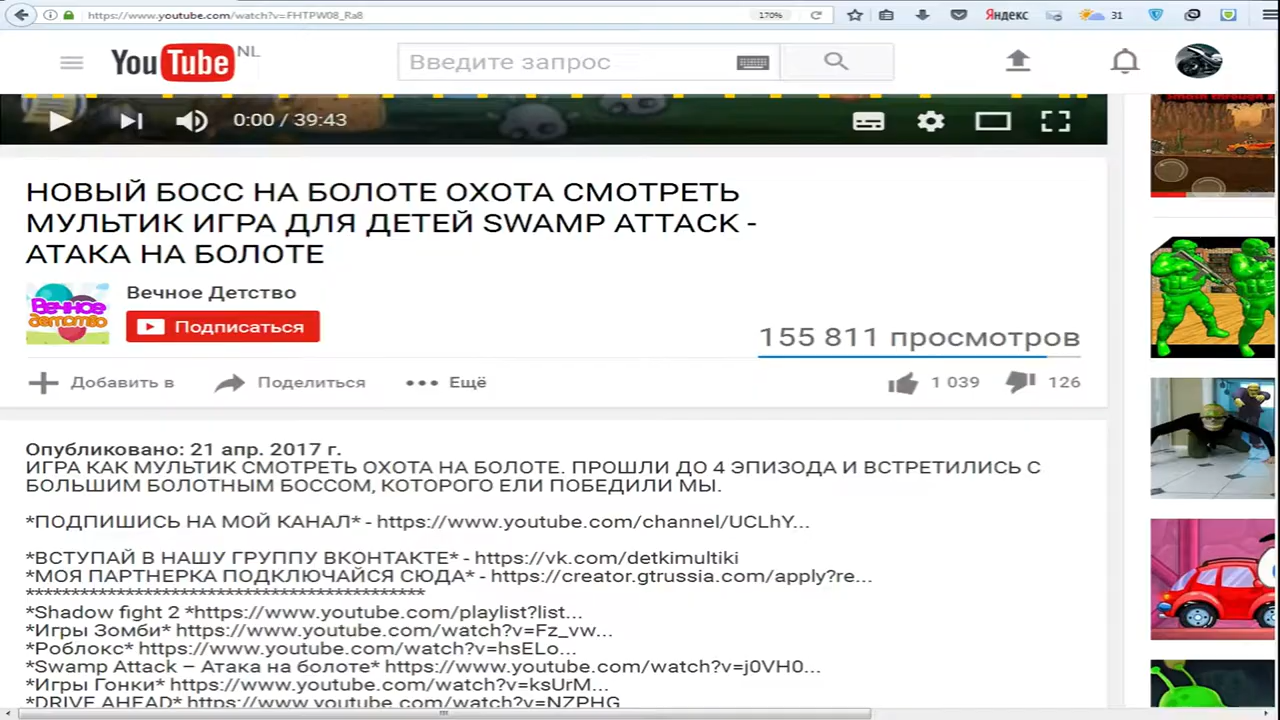 https://www.youtube.com/watch?v=FHTPW08_Ra8
170%
Яндекс
31
YouTube NL
Введите запрос
0:00 / 39:43
НОВЫЙ БОСС НА БОЛОТЕ ОХОТА СМОТРЕТЬ
МУЛЬТИК ИГРА ДЛЯ ДЕТЕЙ SWAMP ATTACK -
АТАКА НА БОЛОТЕ
Вечное детство
Вечное Детство
Подписаться
155 811 просмотров
Добавить в
Поделиться
Ещё
1 039
126
Опубликовано: 21 апр. 2017 г.
ИГРА КАК МУЛЬТИК СМОТРЕТЬ ОХОТА НА БОЛОТЕ. ПРОШЛИ ДО 4 ЭПИЗОДА И ВСТРЕТИЛИСЬ С
БОЛЬШИМ БОЛОТНЫМ БОССОМ, КОТОРОГО ЕЛИ ПОБЕДИЛИ МЫ.
*ПОДПИШИСЬ НА МОЙ КАНАЛ* - https://www.youtube.com/channel/UCLhY...
*ВСТУПАЙ В НАШУ ГРУППУ ВКОНТАКТЕ* - https://vk.com/detkimultiki
*МОЯ ПАРТНЕРКА ПОДКЛЮЧАЙСЯ СЮДА* - https://creator.gtrussia.com/apply?re...
******************************************
*Shadow fight 2 *https://www.youtube.com/playlist?list...
*Игры Зомби* https://www.youtube.com/watch?v=Fz_vw...
*Роблокс* https://www.youtube.com/watch?v=hsELo...
*Swamp Attack – Атака на болоте* https://www.youtube.com/watch?v=j0VH0...
*Игры Гонки* https://www.youtube.com/watch?v=ksUrM...
*DRIVE AHEAD* https://www.youtube.com/watch?v=NZPHG